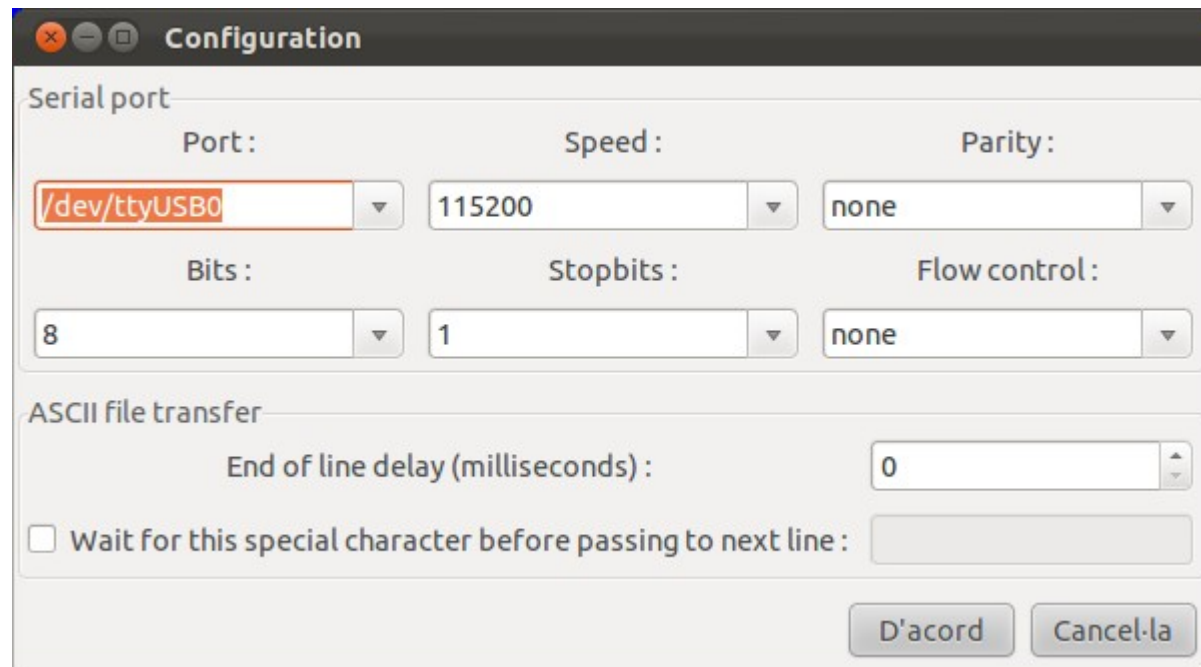 Configuration
Serial port
Port :
Speed :
Parity :
/dev/ttyUSB0
115200
none
Bits :
Stopbits :
Flow control :
8
1
none
ASCII file transfer
End of line delay (milliseconds) :
0
Wait for this special character before passing to next line :
D'acord
Cancel·la